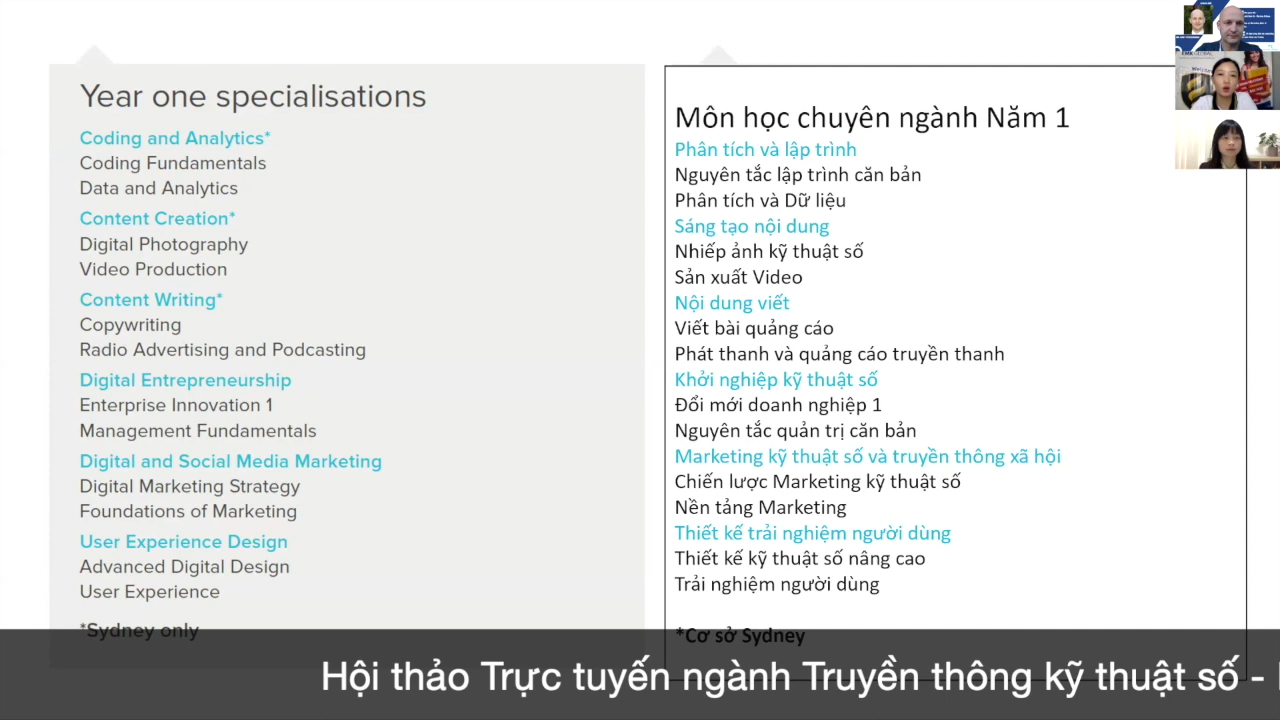 Year one specialisations
Coding and Analytics*
Coding Fundamentals
Data and Analytics
Content Creation*
Digital Photography
Video Production
Content Writing*
Copywriting
Radio Advertising and Podcasting
Digital Entrepreneurship
Enterprise Innovation 1
Management Fundamentals
Digital and Social Media Marketing
Digital Marketing Strategy
Foundations of Marketing
User Experience Design
Advanced Digital Design
User Experience
*Sydney only
Môn học chuyên ngành Năm 1
Phân tích và lập trình
Nguyên tắc lập trình căn bản
Phân tích và Dữ liệu
Sáng tạo nội dung
Nhiếp ảnh kỹ thuật số
Sản xuất Video
Nội dung viết
Viết bài quảng cáo
Phát thanh và quảng cáo truyền thanh
Khởi nghiệp kỹ thuật số
Đổi mới doanh nghiệp 1
Nguyên tắc quản trị căn bản
Marketing kỹ thuật số và truyền thông xã hội
Chiến lược Marketing kỹ thuật số
Nền tảng Marketing
Thiết kế trải nghiệm người dùng
Thiết kế kỹ thuật số nâng cao
Trải nghiệm người dùng
*Cơ sở Sydney
Hội thảo Trực tuyến ngành Truyền thông kỹ thuật số -